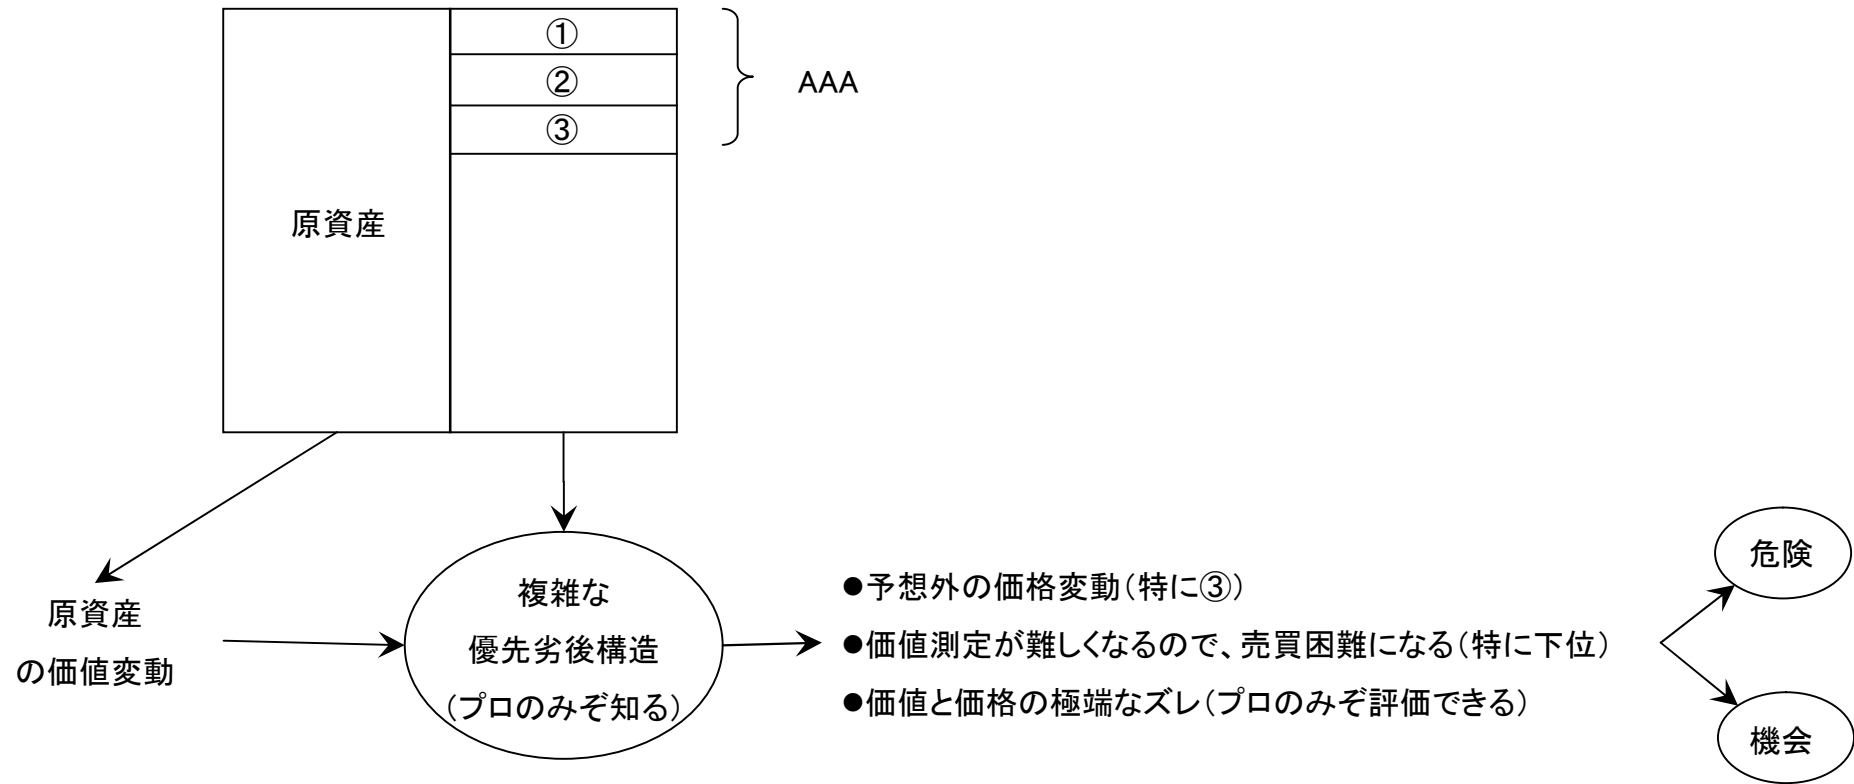 ①
②
③
AAA
原資産
原資産
の価値変動
複雑な
優先劣後構造
(プロのみぞ知る)
●予想外の価格変動(特に③)
●価値測定が難しくなるので、売買困難になる(特に下位)
●価値と価格の極端なズレ(プロのみぞ評価できる)
危険
機会